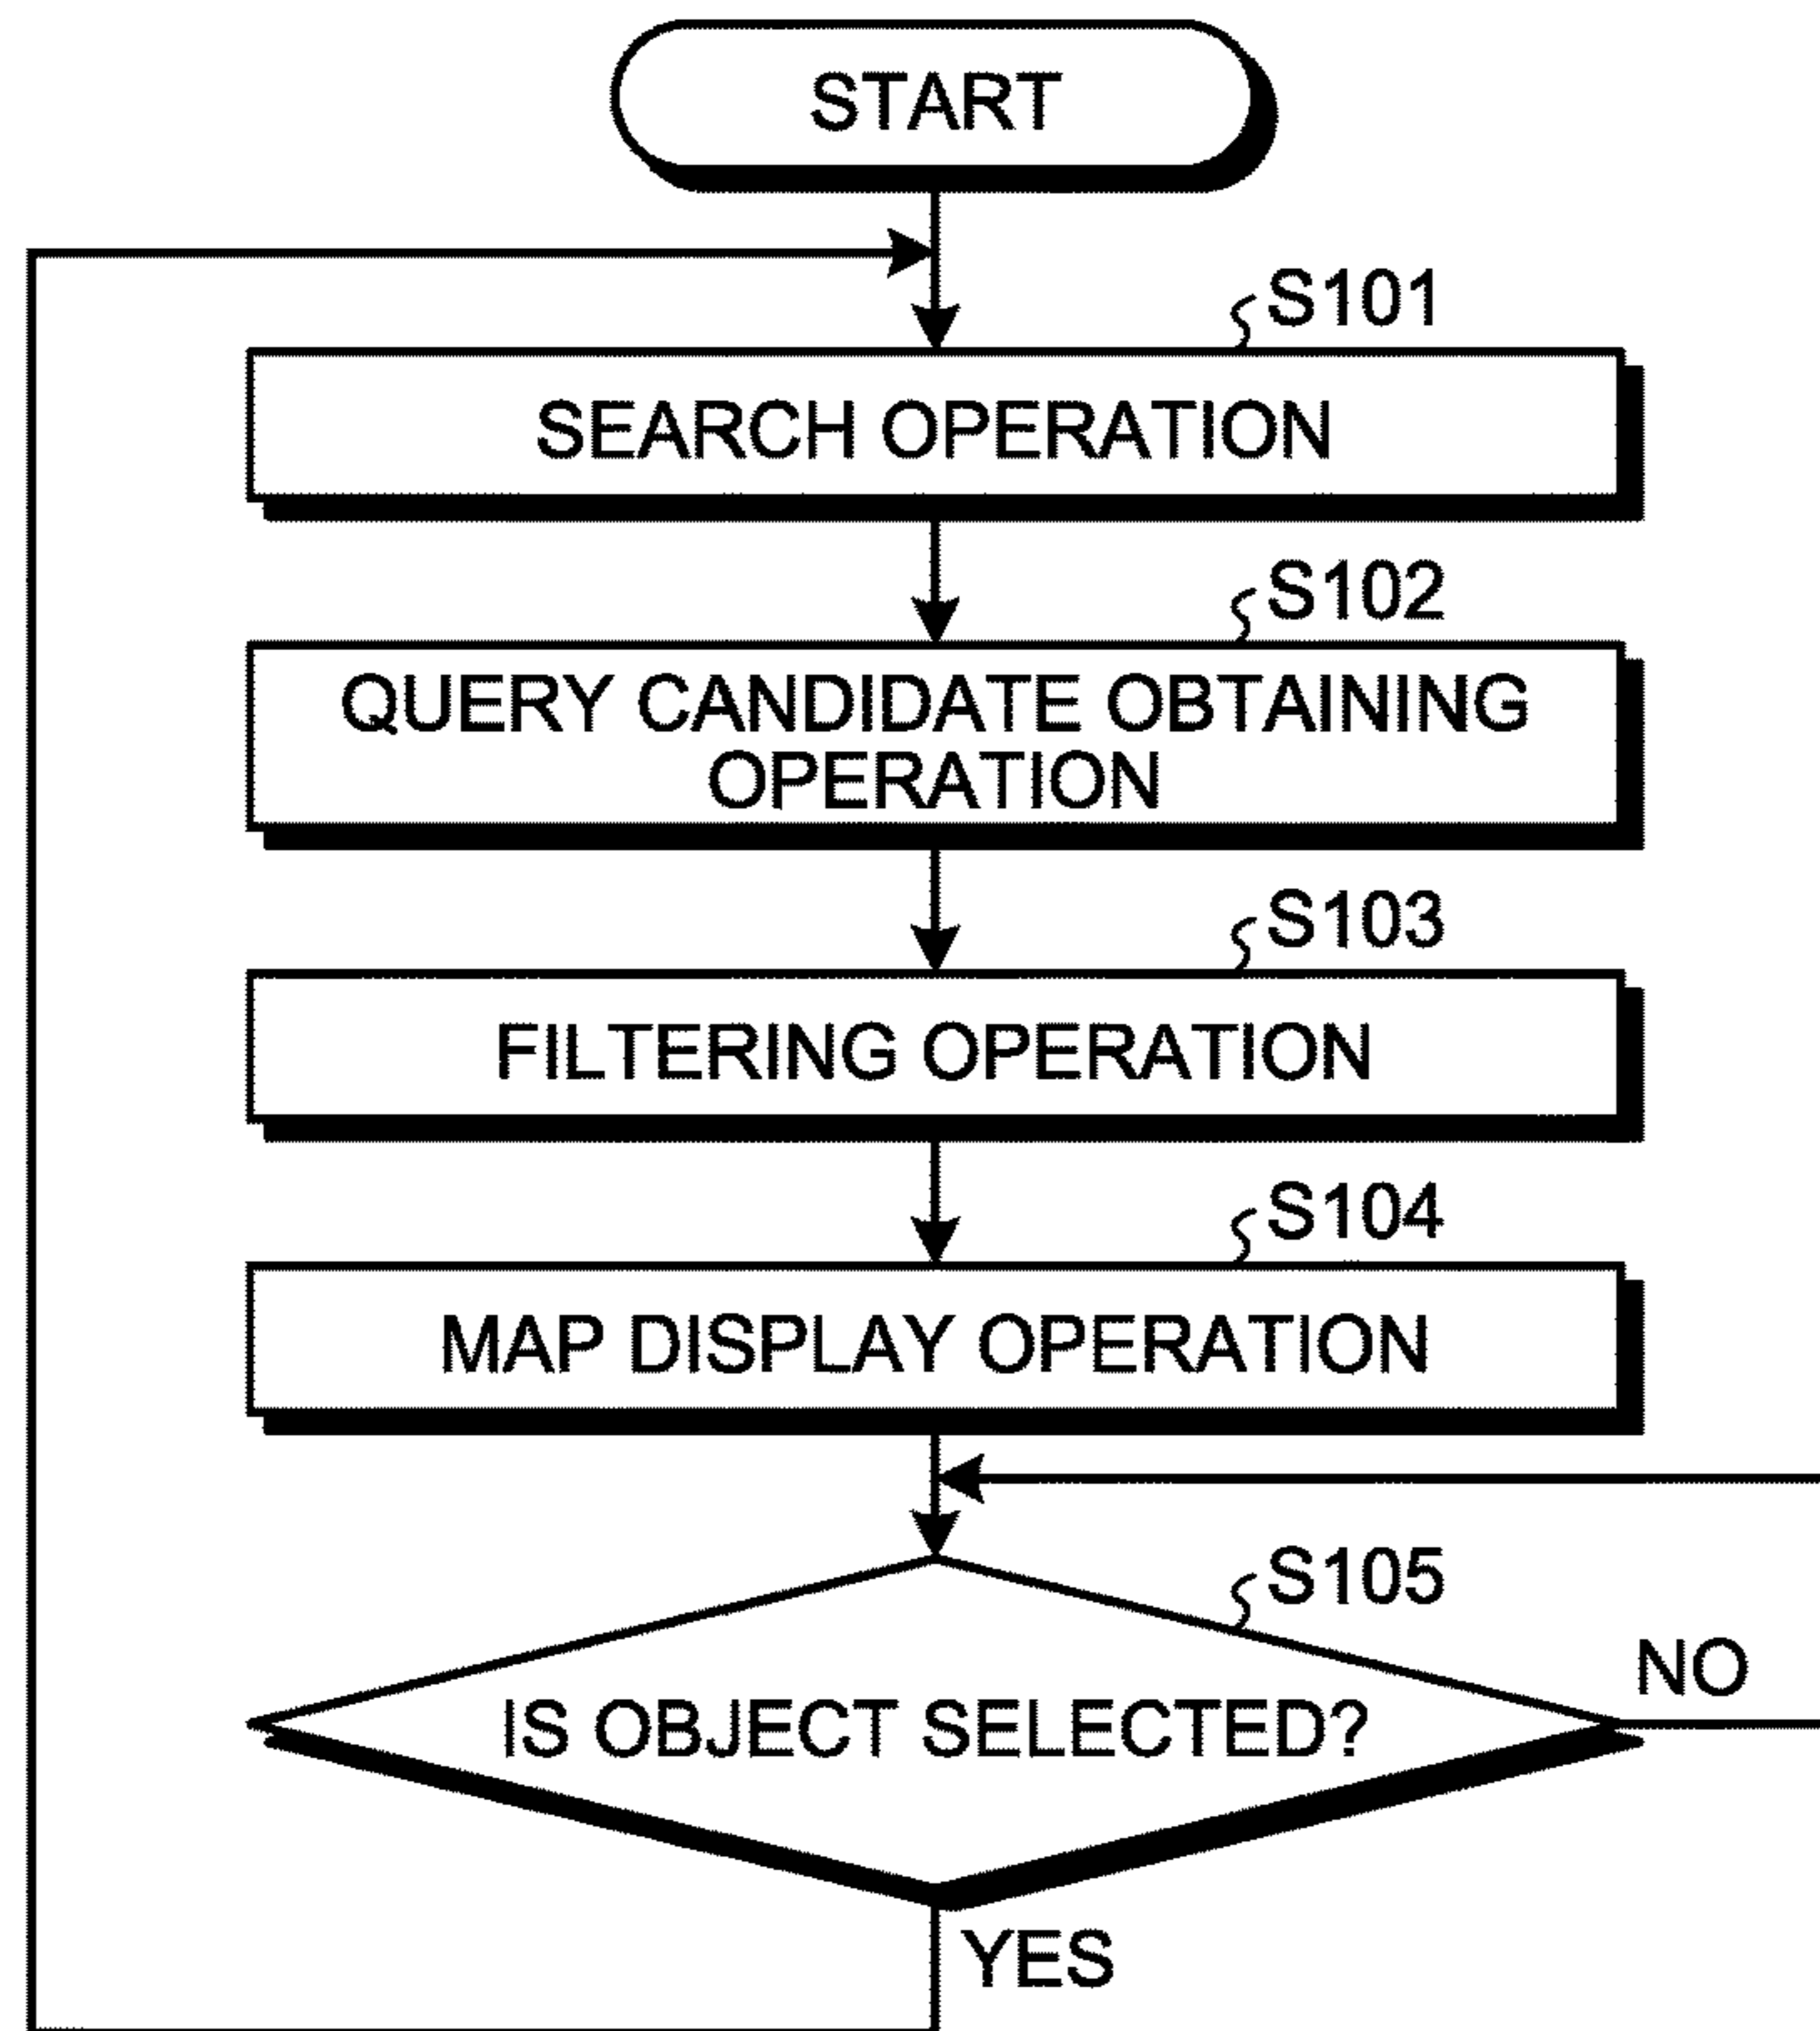 START
S101
SEARCH OPERATION
S102
QUERY CANDIDATE OBTAINING
OPERATION
S103
FILTERING OPERATION
S104
MAP DISPLAY OPERATION
S105
NO
IS OBJECT SELECTED?
YES